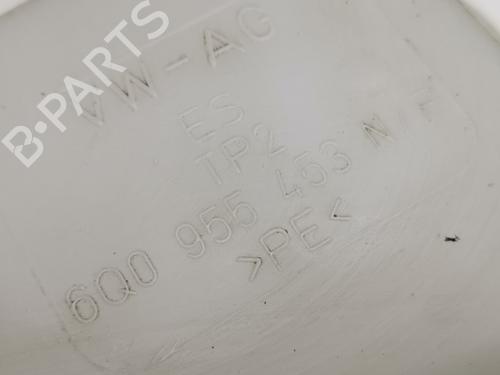 VW-AG
ES
TP2
6Q0 955 453 N
>PE<
B-PARTS